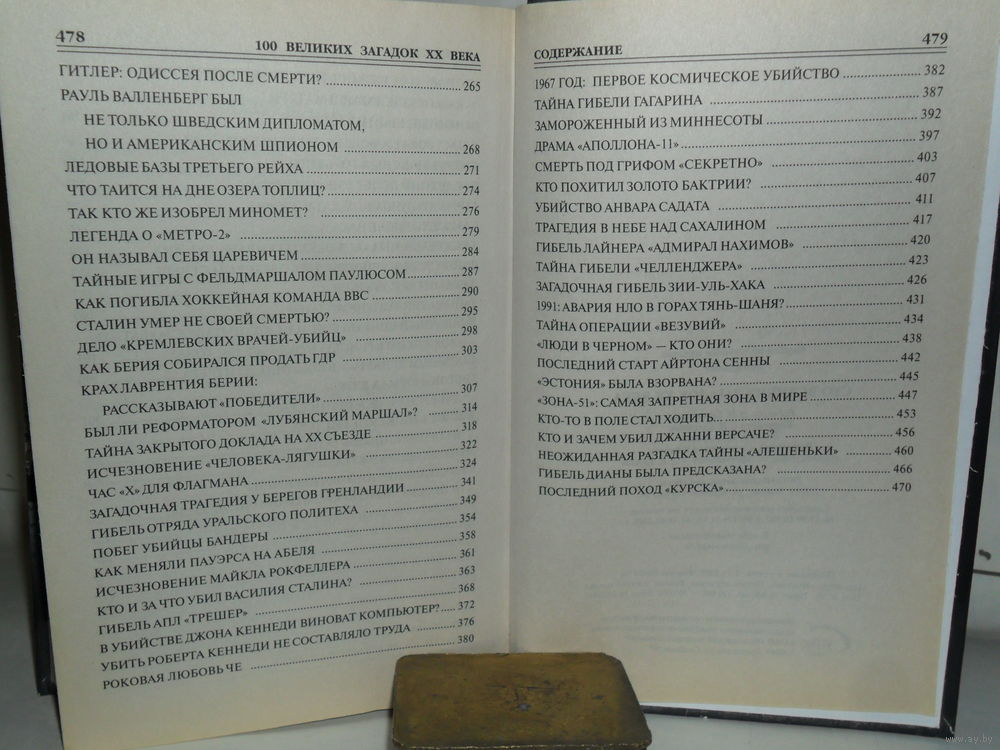 478
100 ВЕЛИКИХ ЗАГАДОК XX ВЕКА
ГИТЛЕР: ОДИССЕЯ ПОСЛЕ СМЕРТИ? 265
РАУЛЬ ВАЛЛЕНБЕРГ БЫЛ
НЕ ТОЛЬКО ШВЕДСКИМ ДИПЛОМАТОМ,
НО И АМЕРИКАНСКИМ ШПИОНОМ 268
ЛЕДОВЫЕ БАЗЫ ТРЕТЬЕГО РЕЙХА 271
ЧТО ТАИТСЯ НА ДНЕ ОЗЕРА ТОПЛИЦ? 274
ТАК КТО ЖЕ ИЗОБРЕЛ МИНОМЕТ? 276
ЛЕГЕНДА О «МЕТРО-2» 279
ОН НАЗЫВАЛ СЕБЯ ЦАРЕВИЧЕМ 284
ТАЙНЫЕ ИГРЫ С ФЕЛЬДМАРШАЛОМ ПАУЛЮСОМ 287
КАК ПОГИБЛА ХОККЕЙНАЯ КОМАНДА ВВС 290
СТАЛИН УМЕР НЕ СВОЕЙ СМЕРТЬЮ? 295
ДЕЛО «КРЕМЛЕВСКИХ ВРАЧЕЙ-УБИЙЦ» 298
КАК БЕРИЯ СОБИРАЛСЯ ПРОДАТЬ ГДР 303
КРАХ ЛАВРЕНТИЯ БЕРИИ:
РАССКАЗЫВАЮТ «ПОБЕДИТЕЛИ» 307
БЫЛ ЛИ РЕФОРМАТОРОМ «ЛУБЯНСКИЙ МАРШАЛ»? 314
ТАЙНА ЗАКРЫТОГО ДОКЛАДА НА XX СЪЕЗДЕ 318
ИСЧЕЗНОВЕНИЕ «ЧЕЛОВЕКА-ЛЯГУШКИ» 322
ЧАС «X» ДЛЯ ФЛАГМАНА 324
ЗАГАДОЧНАЯ ТРАГЕДИЯ У БЕРЕГОВ ГРЕНЛАНДИИ 341
ГИБЕЛЬ ОТРЯДА УРАЛЬСКОГО ПОЛИТЕХА 349
ПОБЕГ УБИЙЦЫ БАНДЕРЫ 354
КАК МЕНЯЛИ ПАУЭРСА НА АБЕЛЯ 358
ИСЧЕЗНОВЕНИЕ МАЙКЛА РОКФЕЛЛЕРА 361
КТО И ЗА ЧТО УБИЛ ВАСИЛИЯ СТАЛИНА? 363
ГИБЕЛЬ АПЛ «ТРЕШЕР» 368
В УБИЙСТВЕ ДЖОНА КЕННЕДИ ВИНОВАТ КОМПЬЮТЕР? 372
УБИТЬ РОБЕРТА КЕННЕДИ НЕ СОСТАВЛЯЛО ТРУДА 376
РОКОВАЯ ЛЮБОВЬ ЧЕ 380
СОДЕРЖАНИЕ
479
1967 ГОД: ПЕРВОЕ КОСМИЧЕСКОЕ УБИЙСТВО 382
ТАЙНА ГИБЕЛИ ГАГАРИНА 387
ЗАМОРОЖЕННЫЙ ИЗ МИННЕСОТЫ 392
ДРАМА «АПОЛЛОНА-11» 397
СМЕРТЬ ПОД ГРИФОМ «СЕКРЕТНО» 403
КТО ПОХИТИЛ ЗОЛОТО БАКТРИИ? 407
УБИЙСТВО АНВАРА САДАТА 411
ТРАГЕДИЯ В НЕБЕ НАД САХАЛИНОМ 417
ГИБЕЛЬ ЛАЙНЕРА «АДМИРАЛ НАХИМОВ» 420
ТАЙНА ГИБЕЛИ «ЧЕЛЛЕНДЖЕРА» 423
ЗАГАДОЧНАЯ ГИБЕЛЬ ЗИИ-УЛЬ-ХАКА 426
1991: АВАРИЯ НЛО В ГОРАХ ТЯНЬ-ШАНЯ? 431
ТАЙНА ОПЕРАЦИИ «ВЕЗУВИЙ» 434
«ЛЮДИ В ЧЕРНОМ» — КТО ОНИ? 438
ПОСЛЕДНИЙ СТАРТ АЙРТОНА СЕННЫ 442
«ЭСТОНИЯ» БЫЛА ВЗОРВАНА? 445
«ЗОНА-51»: САМАЯ ЗАПРЕТНАЯ ЗОНА В МИРЕ 447
КТО-ТО В ПОЛЕ СТАЛ ХОДИТЬ... 453
КТО И ЗАЧЕМ УБИЛ ДЖАННИ ВЕРСАЧЕ? 456
НЕОЖИДАННАЯ РАЗГАДКА ТАЙНЫ «АЛЕШЕНЬКИ» 460
ГИБЕЛЬ ДИАНЫ БЫЛА ПРЕДСКАЗАНА? 466
ПОСЛЕДНИЙ ПОХОД «КУРСКА» 470
www.ay.by